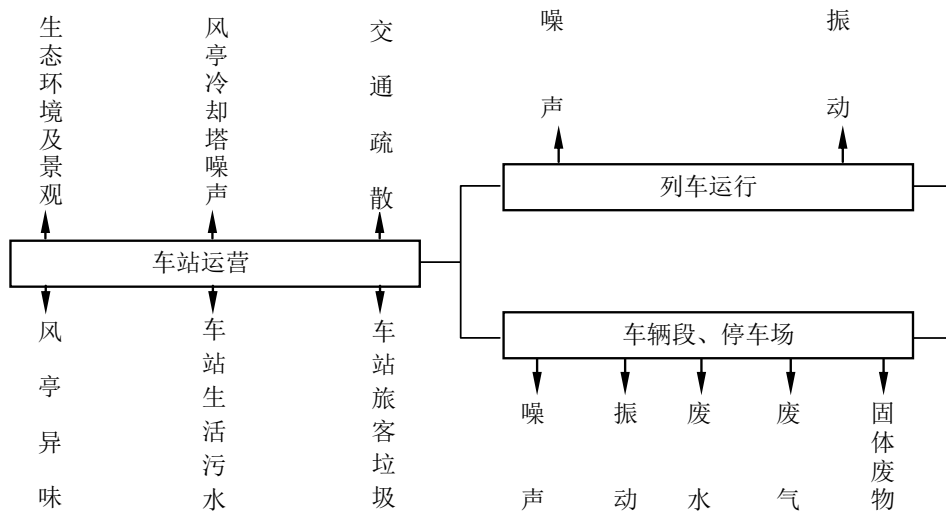 生态环境及景观
风亭冷却塔噪声
交通疏散
噪声
振动
列车运行
车站运营
风亭异味
车站生活污水
车站旅客垃圾
车辆段、停车场
噪声
振动
废水
废气
固体废物